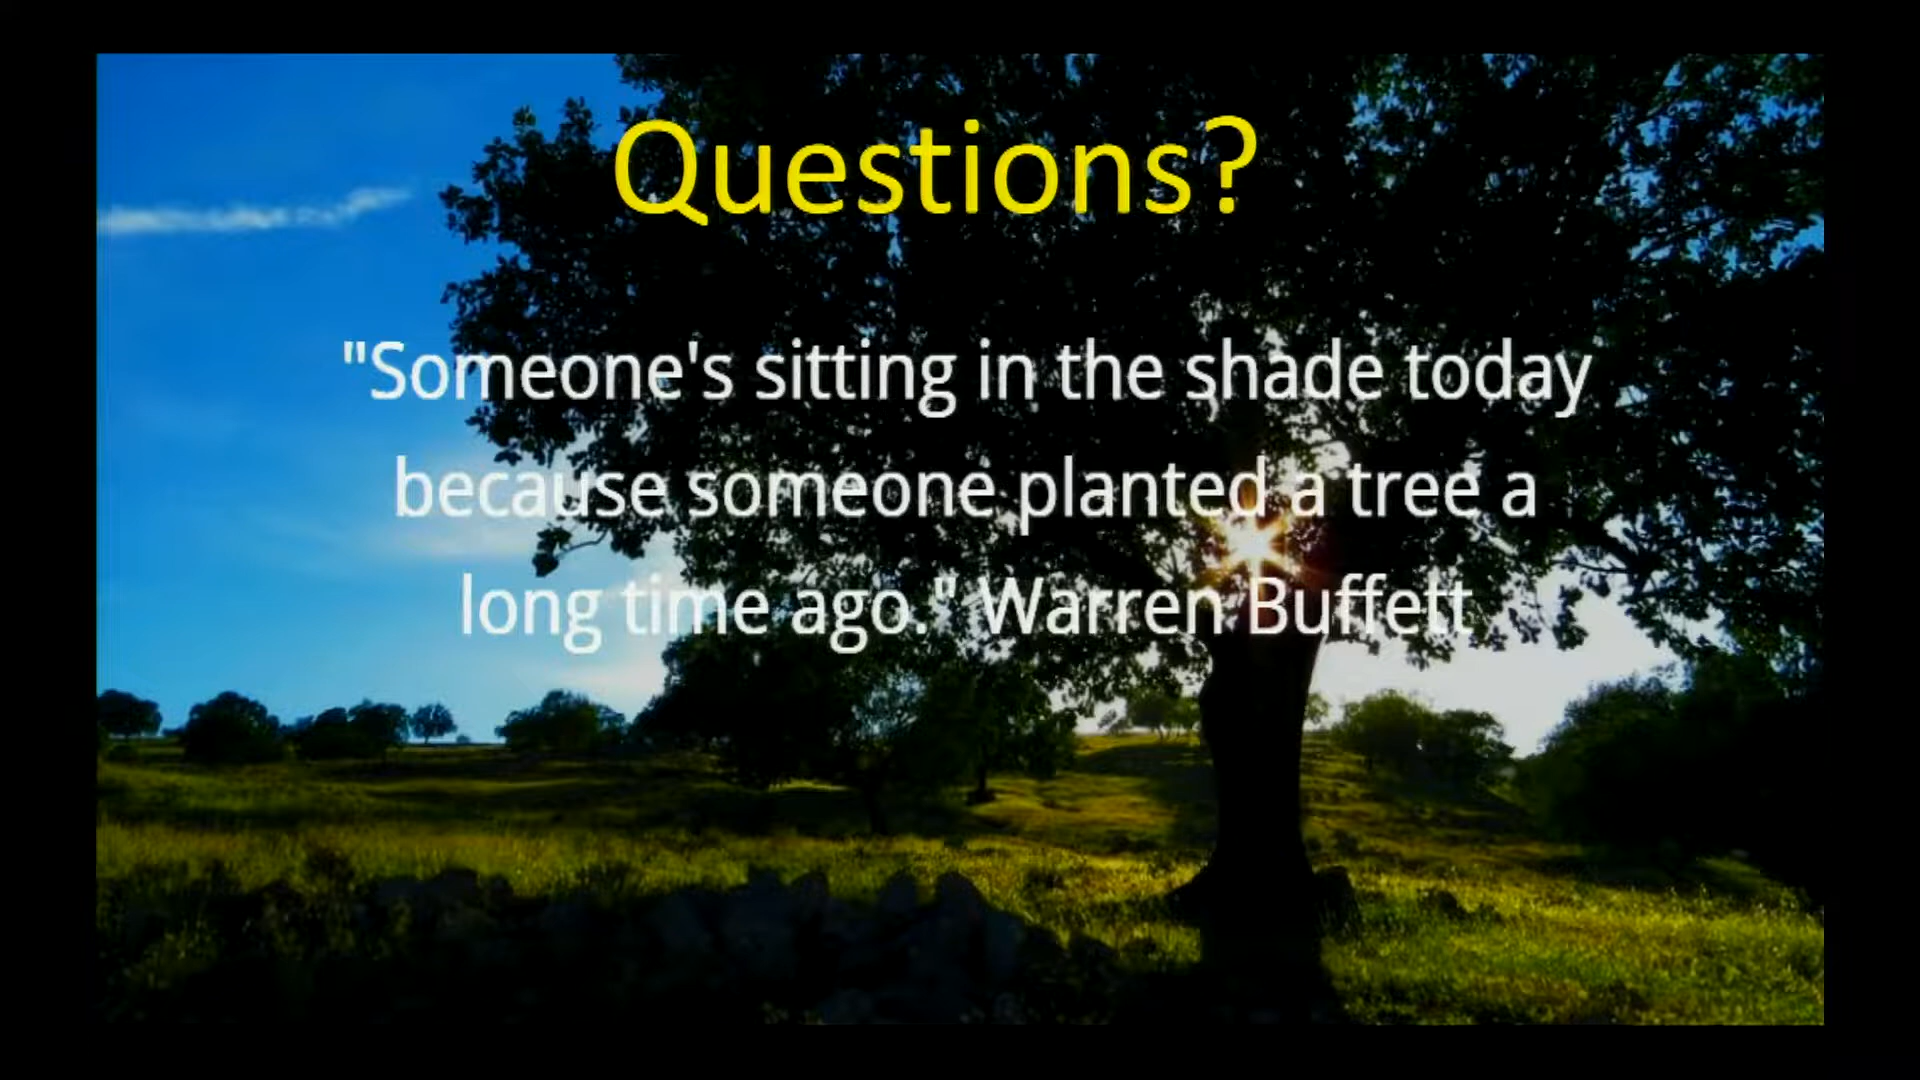 Questions?
"Someone's sitting in the shade today
because someone planted a tree a
long time ago." Warren Buffett